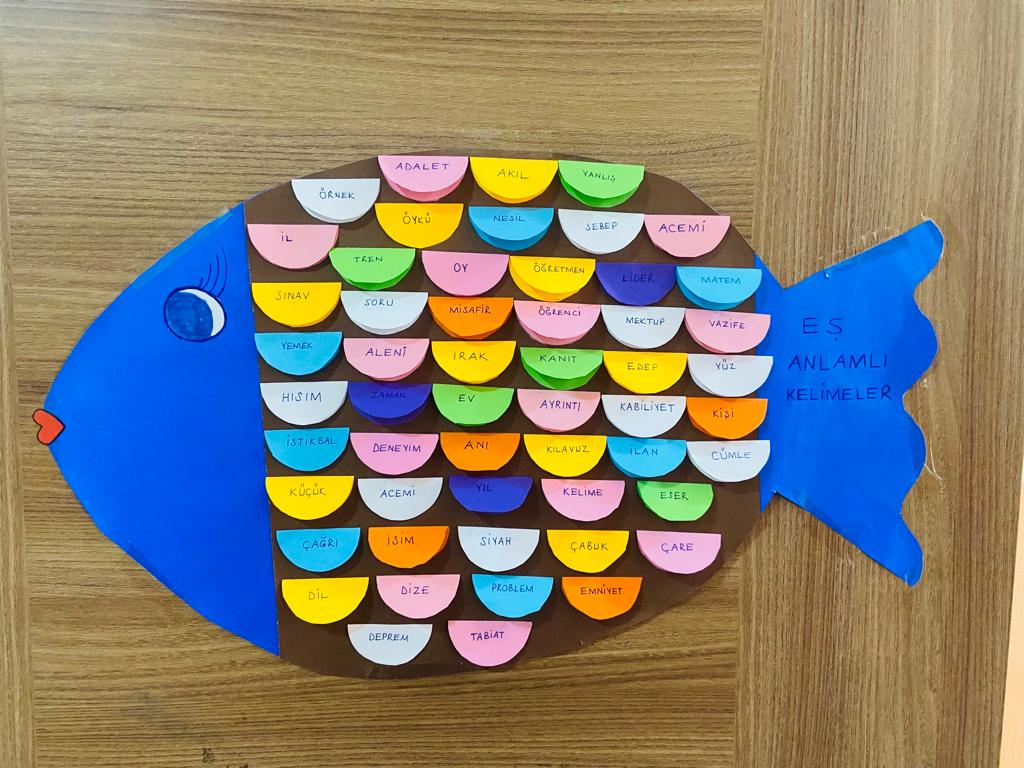 ADALET AKIL YANLIŞ
ÖRNEK ÖYKÜ NESİL SEBEP ACEMİ
İL TREN OY ÖĞRETMEN LİDER MATEM
SINAV SORU MİSAFİR ÖĞRENCİ MEKTUP VAZİFE
YEMEK ALENİ IRAK KANIT EDEP YÜZ
HISIM ZAMAN EV AYRINTI KABİLİYET KİŞİ
İSTİKBAL DENEYİM ANI KILAVUZ İLAN CÜMLE
KÜÇÜK ACEMİ YIL KELİME ESER
ÇAĞRI İSİM SİYAH ÇABUK ÇARE
DİL DİZE PROBLEM EMNİYET
DEPREM TABİAT
EŞ
ANLAMLI
KELİMELER